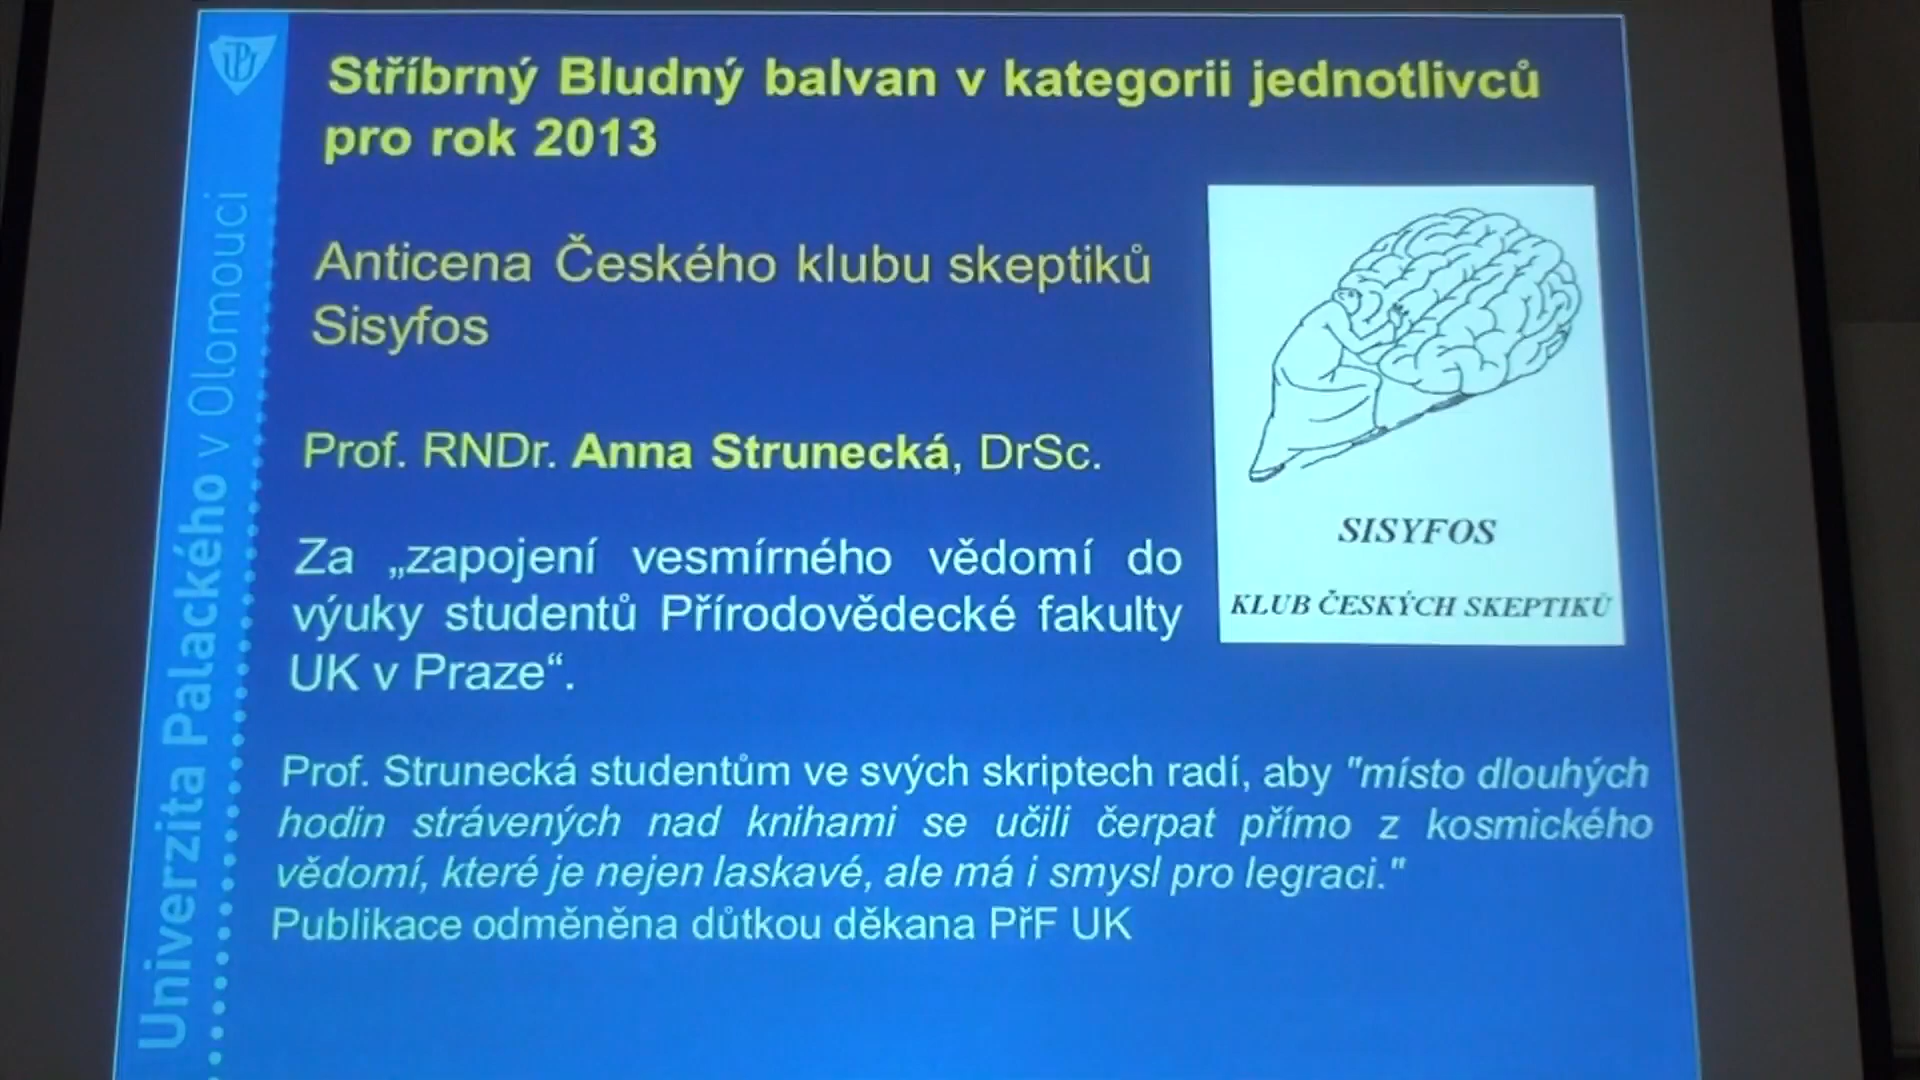 Stříbrný Bludný balvan v kategorii jednotlivců
pro rok 2013
Anticena Českého klubu skeptiků
Sisyfos
Prof. RNDr. Anna Strunecká, DrSc.
Za „zapojení vesmírného vědomí do
výuky studentů Přírodovědecké fakulty
UK v Praze“.
SISYFOS
KLUB ČESKÝCH SKEPTIKŮ
Prof. Strunecká studentům ve svých skriptech radí, aby "místo dlouhých
hodin strávených nad knihami se učili čerpat přímo z kosmického
vědomí, které je nejen laskavé, ale má i smysl pro legraci."
Publikace odměněna důtkou děkana PřF UK
Univerzita Palackého v Olomouci